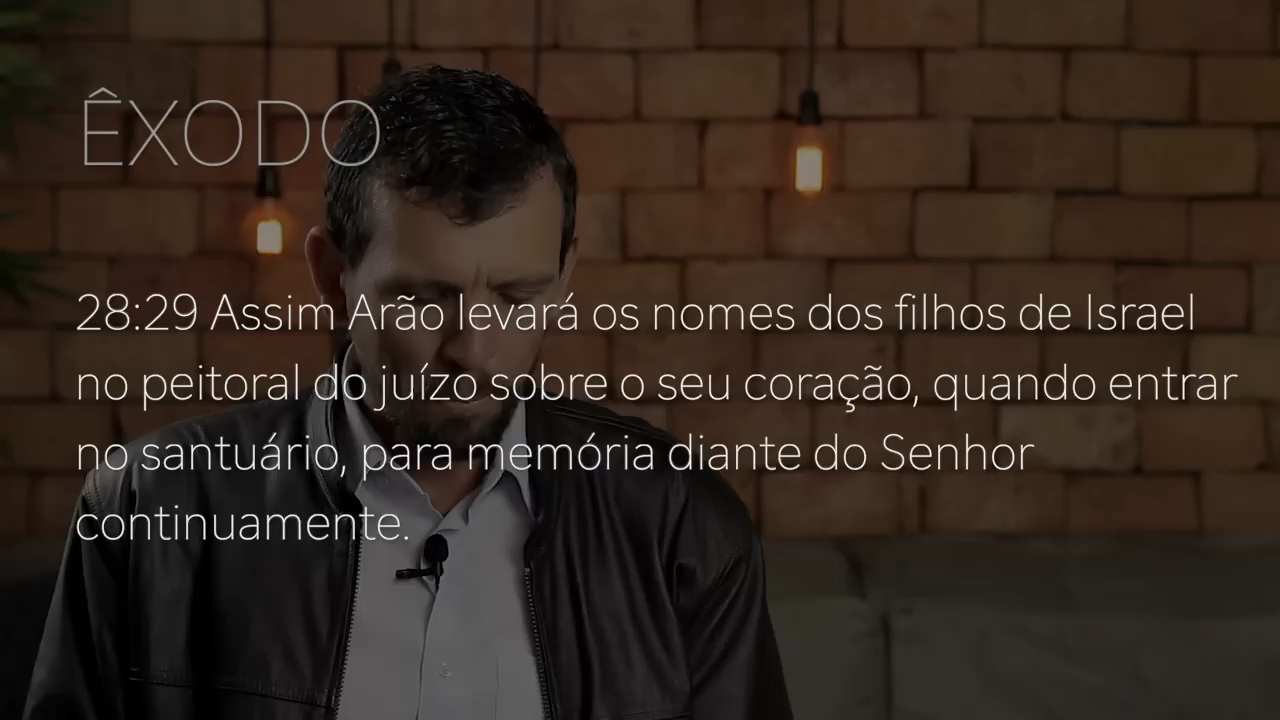 ÊXODO
28:29 Assim Arão levará os nomes dos filhos de Israel
no peitoral do juízo sobre o seu coração, quando entrar
no santuário, para memória diante do Senhor
continuamente.